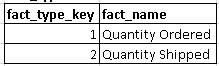 fact_type_key fact_name
1 Quantity Ordered
2 Quantity Shipped